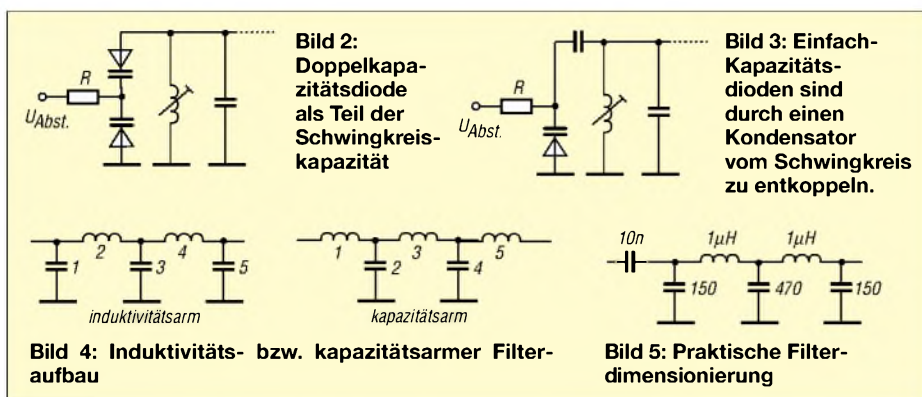 R
U Abst.
Bild 2:
Doppelkapa-
zitätsdiode
als Teil der
Schwingkreis-
kapazität
R
U Abst.
Bild 3: Einfach-
Kapazitäts-
dioden sind
durch einen
Kondensator
vom Schwingkreis
zu entkoppeln.
2 4
1 3 5
induktivitätsarm
1 3 5
2 4
kapazitätsarm
Bild 4: Induktivitäts- bzw. kapazitätsarmer Filter-
aufbau
10n 1µH 1µH
150 470 150
Bild 5: Praktische Filter-
dimensionierung